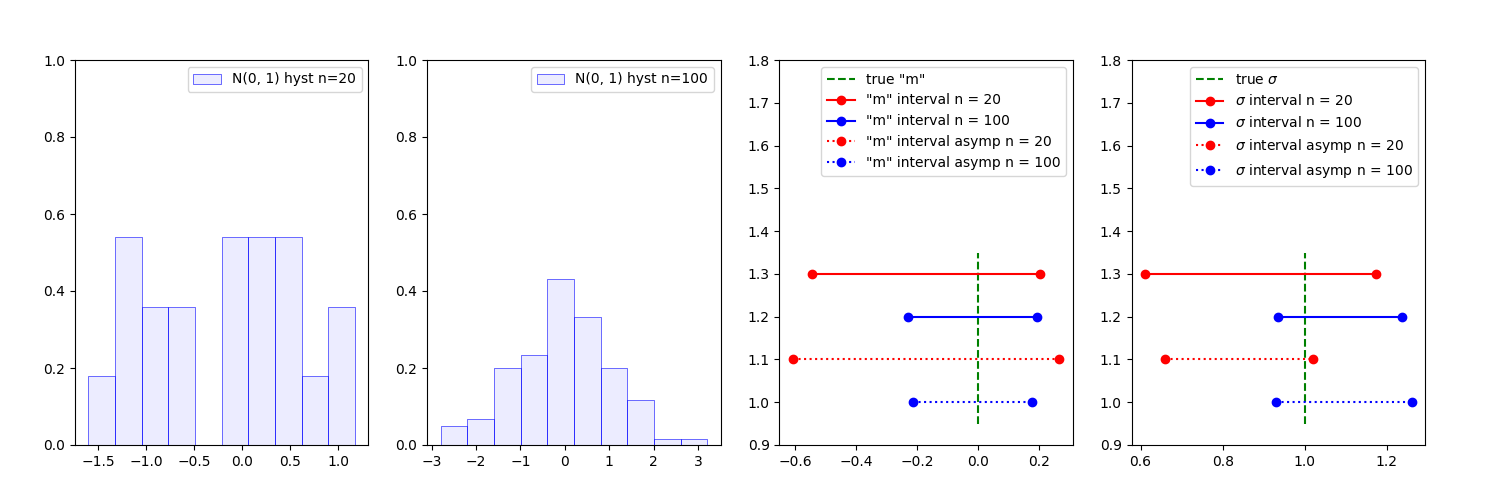 1.0
0.8
0.6
0.4
0.2
0.0
−1.5 −1.0 −0.5 0.0 0.5 1.0
N(0, 1) hyst n=20
1.0
0.8
0.6
0.4
0.2
0.0
−3 −2 −1 0 1 2 3
N(0, 1) hyst n=100
1.8
1.7
1.6
1.5
1.4
1.3
1.2
1.1
1.0
0.9
−0.6 −0.4 −0.2 0.0 0.2
true "m"
"m" interval n = 20
"m" interval n = 100
"m" interval asymp n = 20
"m" interval asymp n = 100
1.8
1.7
1.6
1.5
1.4
1.3
1.2
1.1
1.0
0.9
0.6 0.8 1.0 1.2
true σ
σ interval n = 20
σ interval n = 100
σ interval asymp n = 20
σ interval asymp n = 100